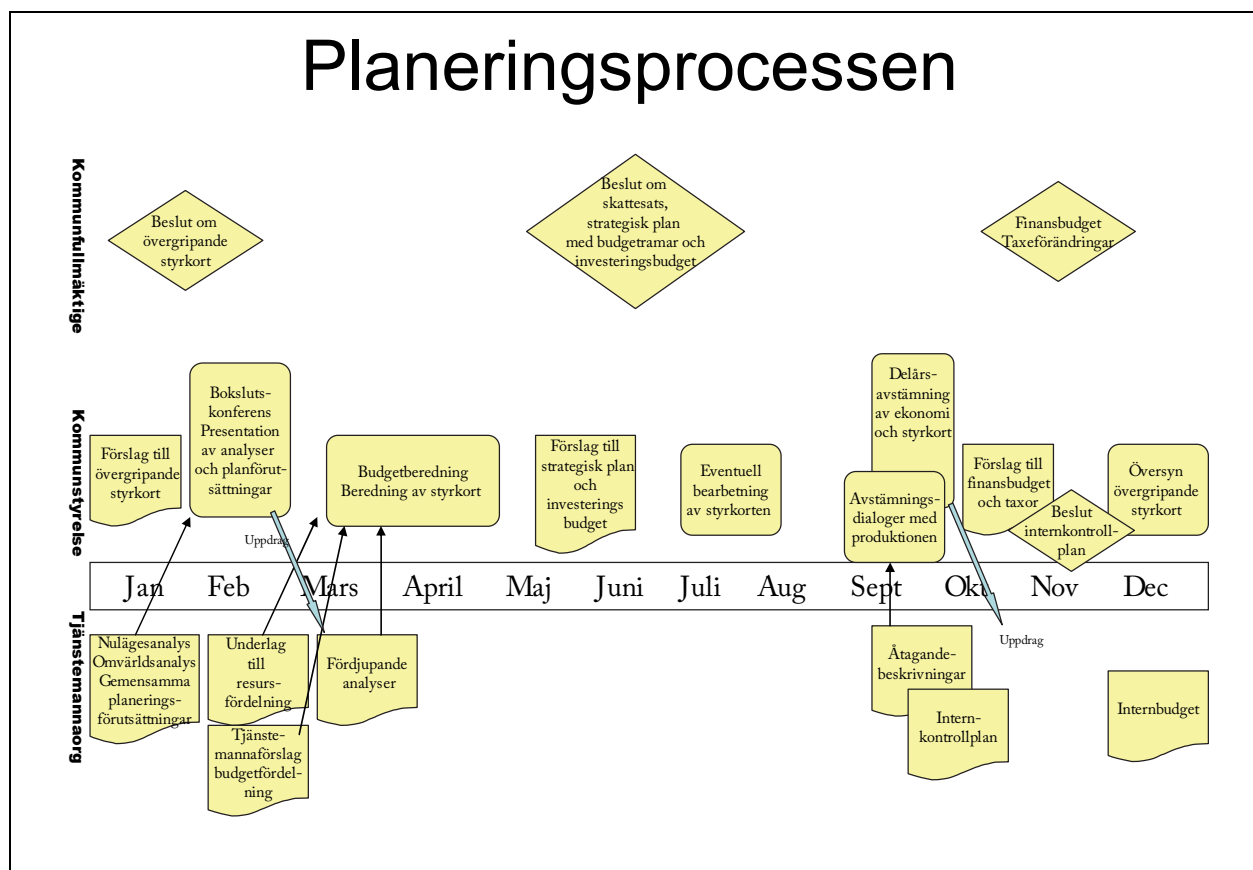 Planeringsprocessen
Kommunfullmäktige
Beslut om
övergripande
styrkort
Beslut om
skattesats,
strategisk plan
med budgetramar och
investeringsbudget
Finansbudget
Taxeförändringar
Kommunstyrelse
Förslag till
övergripande
styrkort
Boksluts-
konferens
Presentation
av analyser
och planförut-
sättningar
Uppdrag
Budgetberedning
Beredning av styrkort
Förslag till
strategisk plan
och
investerings
budget
Eventuell
bearbetning
av styrkorten
Delårs-
avstämning
av ekonomi
och styrkort
Avstämnings-
dialoger med
produktionen
Förslag till
finansbudget
och taxor
Beslut
internkontroll-
plan
Översyn
övergripande
styrkort
Jan Feb Mars April Maj Juni Juli Aug Sept Okt Nov Dec
Tjänstemannaorg
Nulägesanalys
Omvärldsanalys
Gemensamma
planerings-
förutsättningar
Underlag
till
resurs-
fördelning
Tjänste-
mannaförslag
budgetfördel-
ning
Fördjupande
analyser
Åtagande-
beskrivningar
Intern-
kontrollplan
Uppdrag
Internbudget